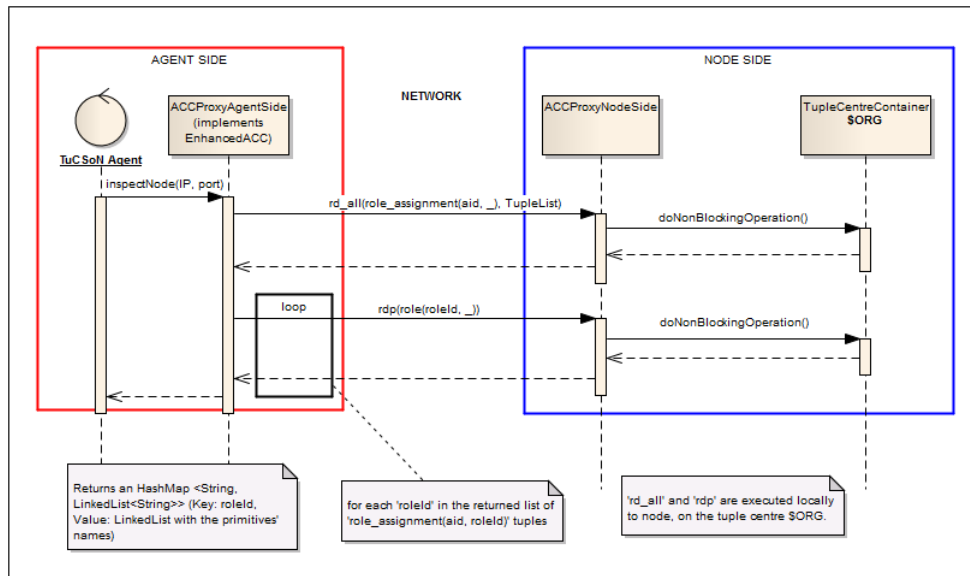 AGENT SIDE
NODE SIDE
NETWORK
TuCSoN Agent
ACCProxyAgentSide
(implements
EnhancedACC)
ACCProxyNodeSide
TupleCentreContainer
$ORG
inspectNode(IP, port)
rd_all(role_assignment(aid, _), TupleList)
doNonBlockingOperation()
loop
rdp(role(roleId, _))
doNonBlockingOperation()
Returns an HashMap <String,
LinkedList<String>> (Key: roleId,
Value: LinkedList with the primitives'
names)
for each 'roleId' in the returned list of
'role_assignment(aid, roleId)' tuples
'rd_all' and 'rdp' are executed locally
to node, on the tuple centre $ORG.